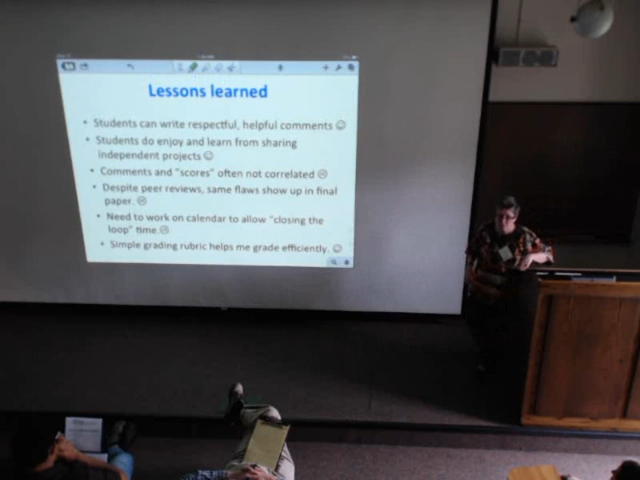 Lessons learned
• Students can write respectful, helpful comments ☺
• Students do enjoy and learn from sharing
independent projects ☺
• Comments and "scores" often not correlated ☹
• Despite peer reviews, same flaws show up in final
paper. ☹
• Need to work on calendar to allow "closing the
loop" time.☹
• Simple grading rubric helps me grade efficiently. ☺